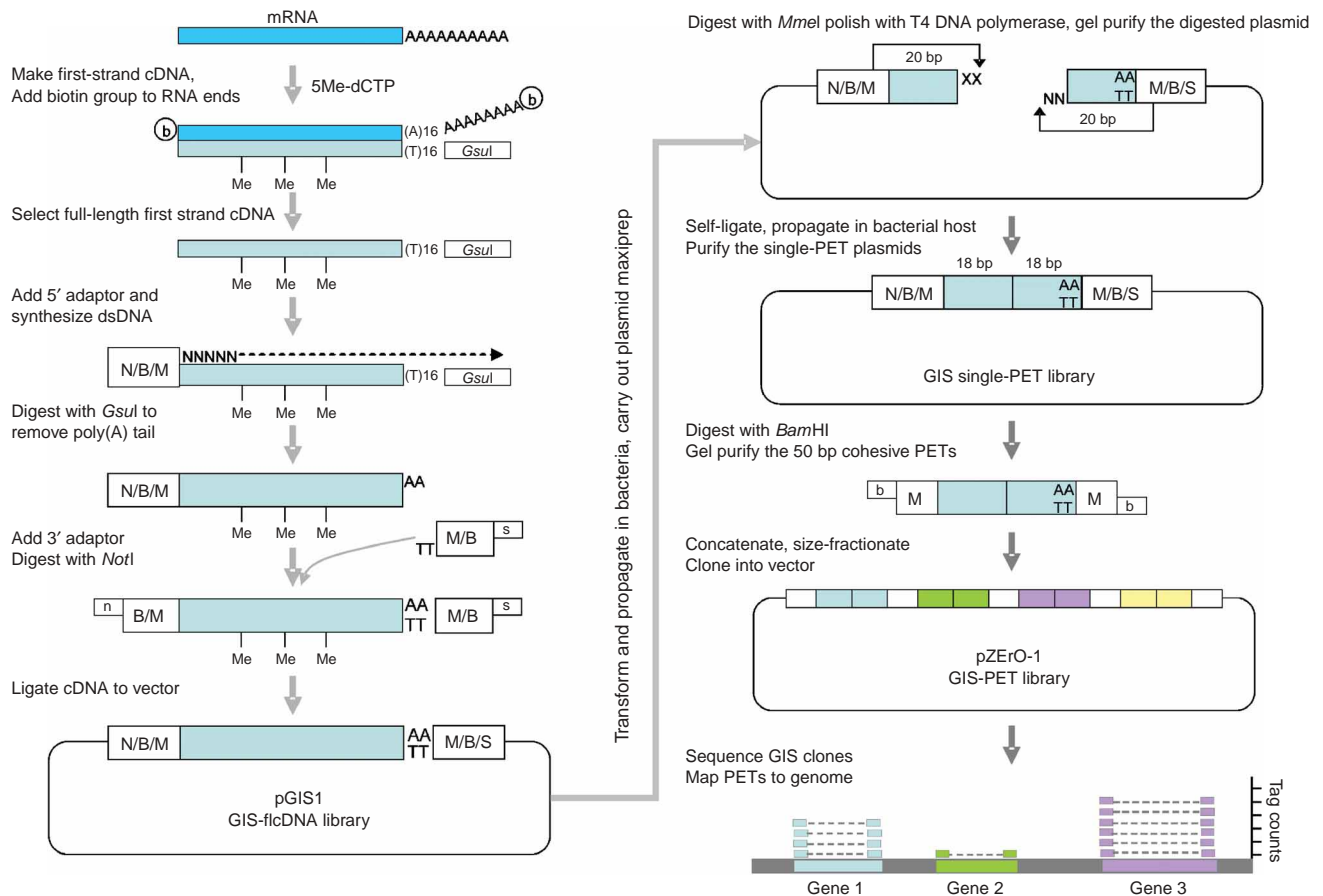 mRNA
AAAAAAAAAA
Make first-strand cDNA,
Add biotin group to RNA ends
5Me-dCTP
b
AAAAAAAA
b
(A)16
(T)16
GsuI
Me Me Me
Select full-length first strand cDNA
(T)16
GsuI
Me Me Me
Add 5′ adaptor and
synthesize dsDNA
N/B/M
NNNNN
(T)16
GsuI
Me Me Me
Digest with GsuI to
remove poly(A) tail
N/B/M
AA
Me Me Me
Add 3′ adaptor
Digest with NotI
TT
M/B
s
n
B/M
AA
TT
M/B
s
Me Me Me
Ligate cDNA to vector
N/B/M
AA
TT
M/B/S
pGIS1
GIS-flcDNA library
Transform and propagate in bacteria, carry out plasmid maxiprep
Digest with MmeI polish with T4 DNA polymerase, gel purify the digested plasmid
20 bp
N/B/M
XX
NN
AA
TT
M/B/S
20 bp
Self-ligate, propagate in bacterial host
Purify the single-PET plasmids
18 bp 18 bp
N/B/M
AA
TT
M/B/S
GIS single-PET library
Digest with BamHI
Gel purify the 50 bp cohesive PETs
b
M
AA
TT
M
b
Concatenate, size-fractionate
Clone into vector
pZErO-1
GIS-PET library
Sequence GIS clones
Map PETs to genome
Tag counts
Gene 1 Gene 2 Gene 3